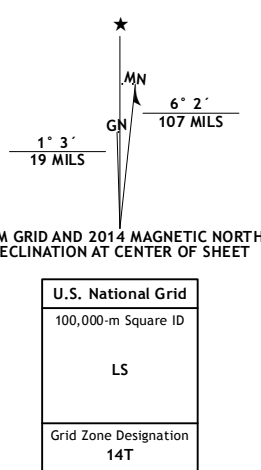 ★
MN
GN
6° 2´
107 MILS
1° 3´
19 MILS
M GRID AND 2014 MAGNETIC NORTH
ECLINATION AT CENTER OF SHEET
U.S. National Grid
100,000-m Square ID
LS
Grid Zone Designation
14T